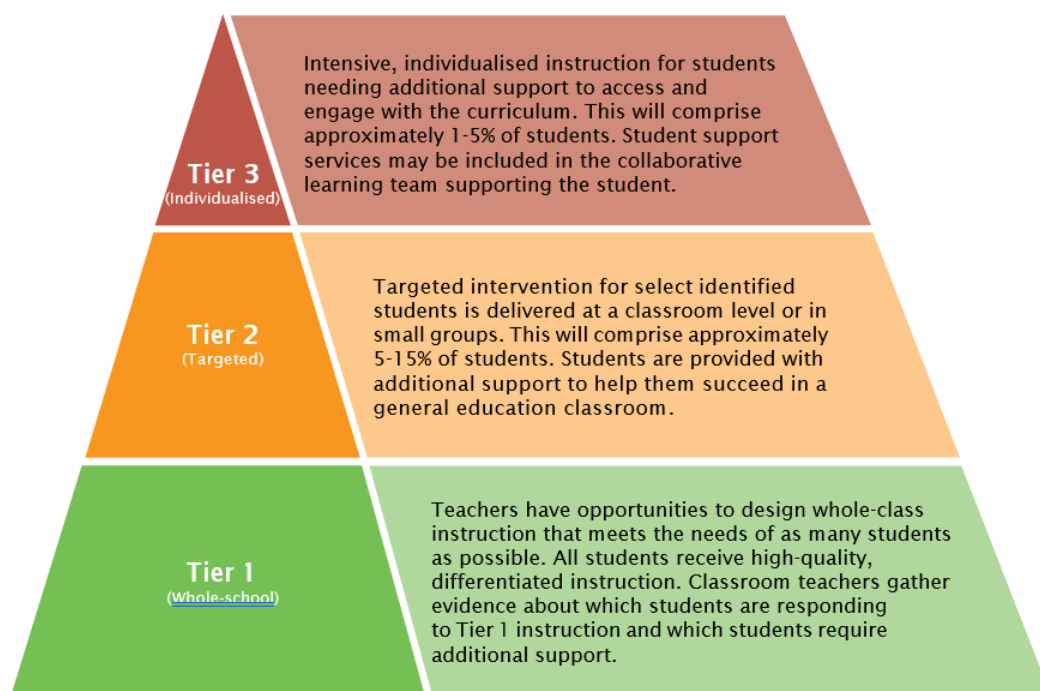 Intensive, individualised instruction for students
needing additional support to access and
engage with the curriculum. This will comprise
approximately 1-5% of students. Student support
services may be included in the collaborative
learning team supporting the student.
Tier 3
(Individualised)
Targeted intervention for select identified
students is delivered at a classroom level or in
small groups. This will comprise approximately
5-15% of students. Students are provided with
additional support to help them succeed in a
general education classroom.
Tier 2
(Targeted)
Teachers have opportunities to design whole-class
instruction that meets the needs of as many students
as possible. All students receive high-quality,
differentiated instruction. Classroom teachers gather
evidence about which students are responding
to Tier 1 instruction and which students require
additional support.
Tier 1
(Whole-school)